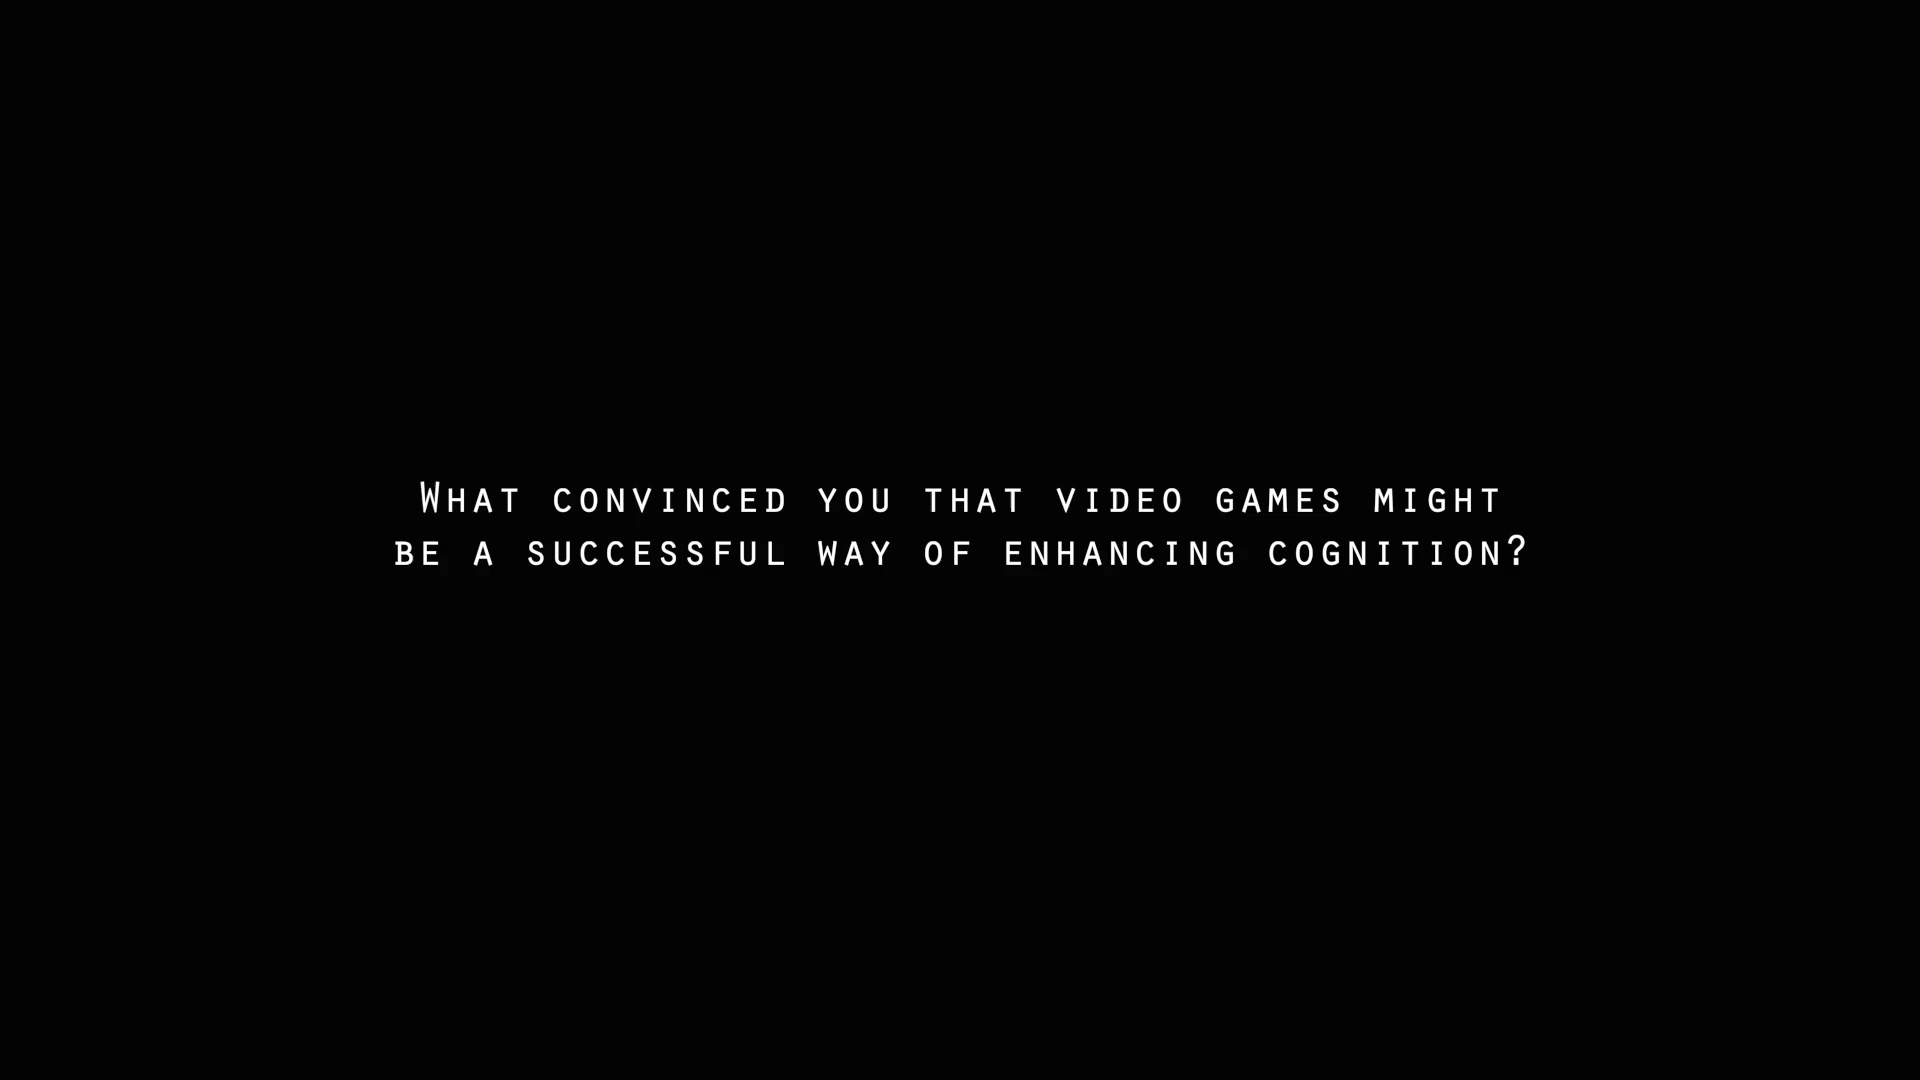 What convinced you that video games might
be a successful way of enhancing cognition?